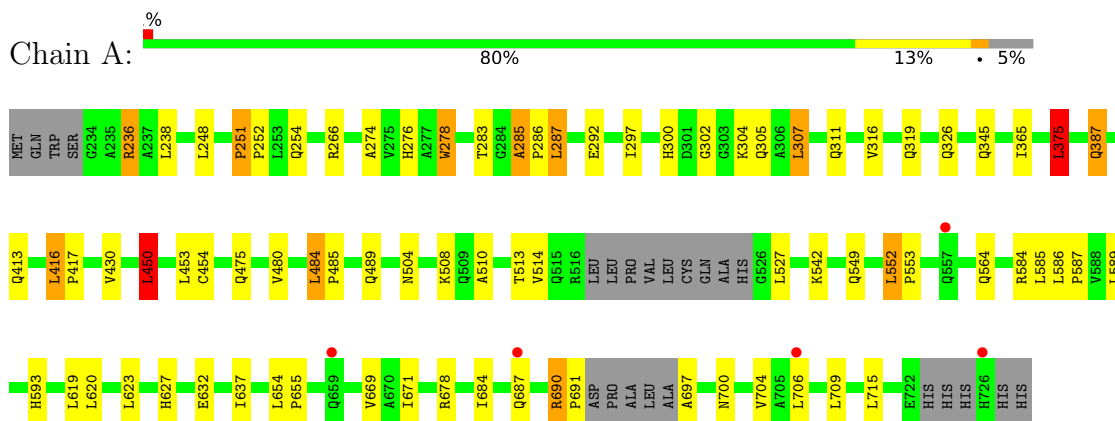 .%
Chain A:
80% 13% • 5%
MET GLN TRP SER G234 A235 R236 A237 L238 L248 P251 P252 L253 Q254 R266 A274 V275 H276 A277 W278 T283 G284 A285 P286 L287 E292 I297 H300 D301 G302 G303 K304 Q305 A306 L307 Q311 V316 Q319 Q326 Q345 I365 L375 Q387
Q413 L416 P417 V430 L450 L453 C454 Q475 V480 L484 P485 Q489 N504 K508 Q509 A510 T513 V514 Q515 R516 LEU LEU PRO VAL LEU CYS GLN ALA HIS G526 L527 K542 Q549 L552 P553 Q557 Q564 R584 L585 L586 P587 V588 L589
H593 L619 L620 L623 H627 E632 I637 L654 P655 Q659 V669 A670 I671 R678 I684 Q687 R690 P691 ASP PRO ALA LEU ALA A697 N700 V704 A705 L706 L709 L715 E722 HIS HIS HIS H726 HIS HIS